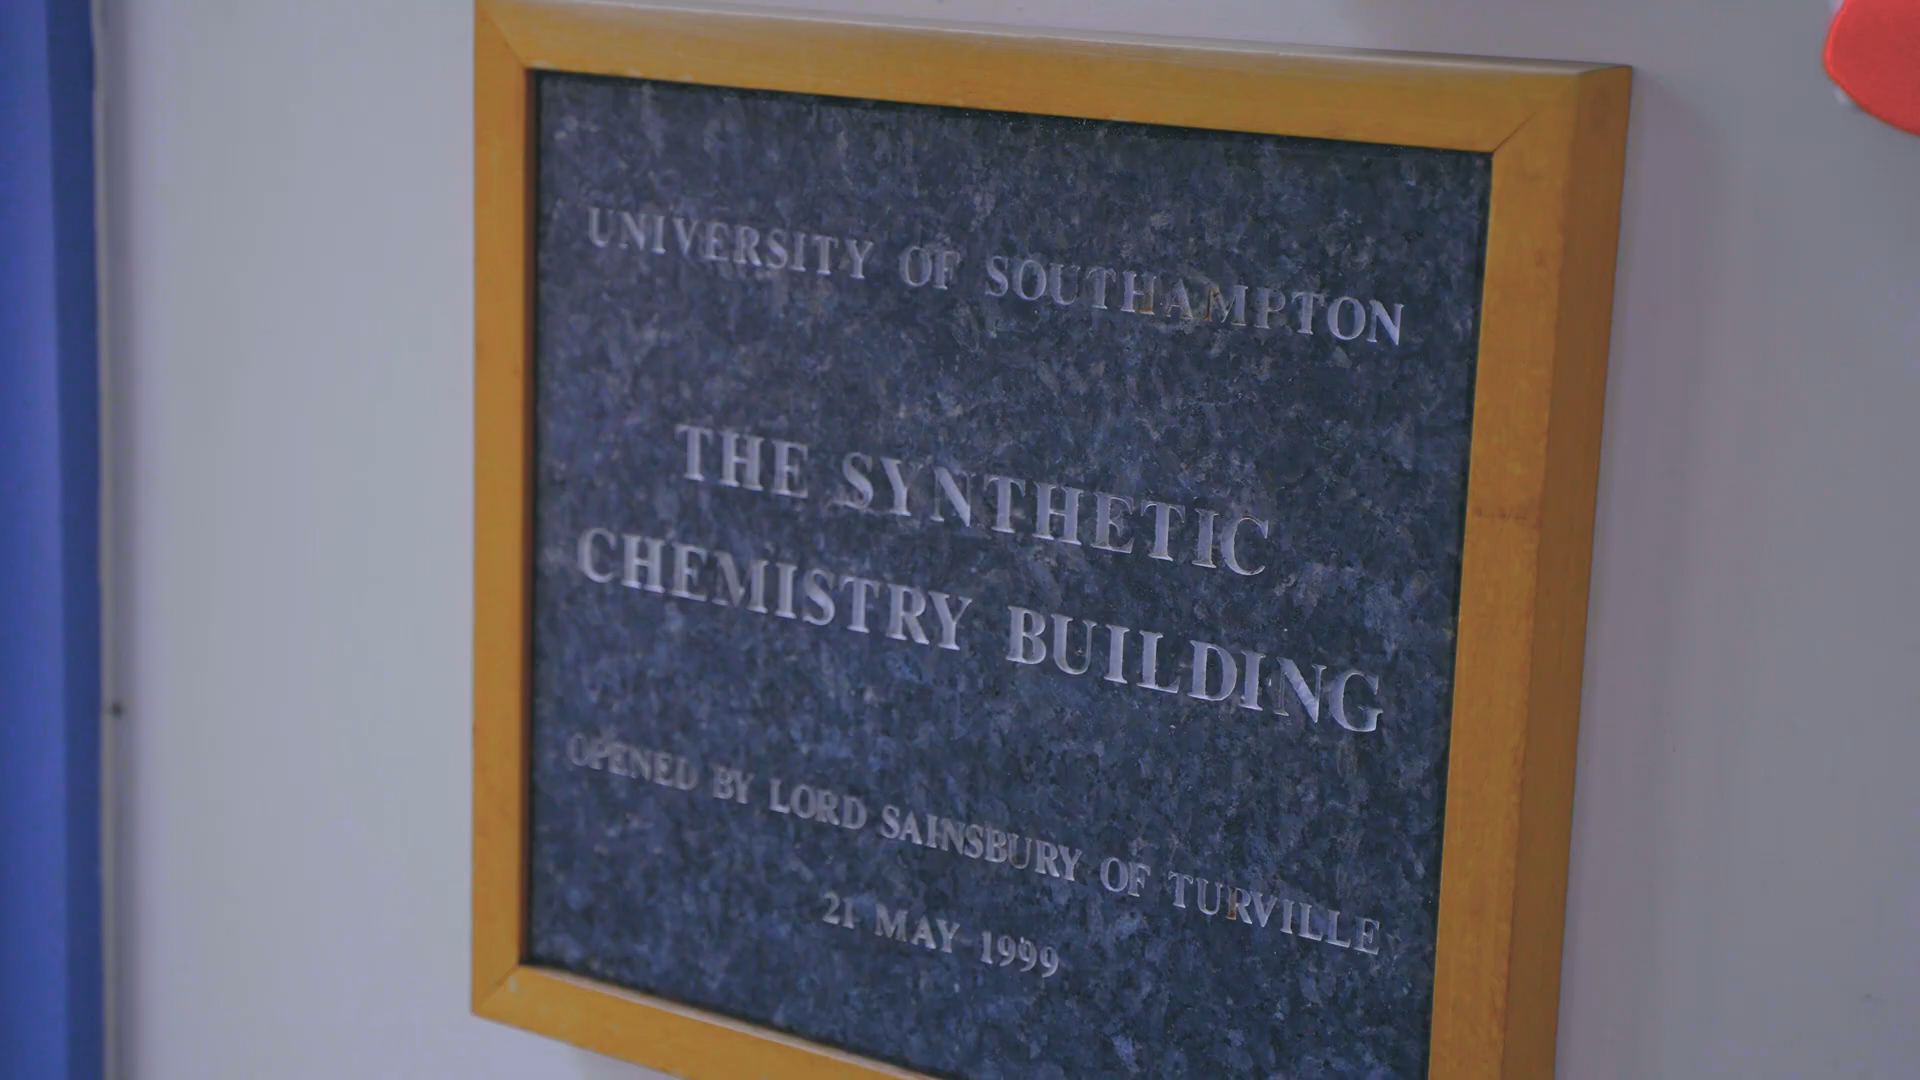 UNIVERSITY OF SOUTHAMPTON
THE SYNTHETIC
CHEMISTRY BUILDING
OPENED BY LORD SAINSBURY OF TURVILLE
21 MAY 1999